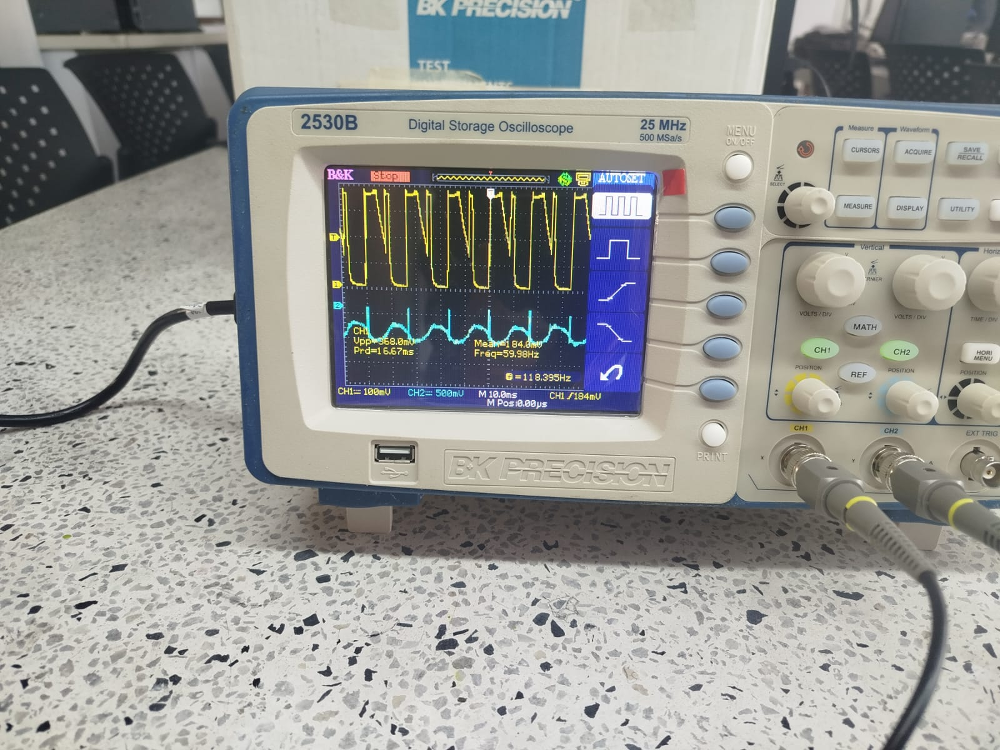 BK PRECISION
TEST
2530B Digital Storage Oscilloscope 25 MHz
500 MSa/s
MENU
ON/OFF
B&K Stop AUTOSET
CH1
Vpp=368.0mV Mean=184.0mV
Prd=16.67ms Freq=59.98Hz
f=118.395Hz
CH1 100mV CH2 500mV M 10.0ms CH1 /184mV
M Pos:0.00µs
PRINT
BK PRECISION
Measure Waveform
CURSORS ACQUIRE SAVE
RECALL
SELECT
MEASURE DISPLAY UTILITY
Vertical
VOLTS / DIV VOLTS / DIV TIME / DIV
MATH
CH1 CH2 HORI
MENU
POSITION REF POSITION POSITION
CH1 CH2 EXT TRIG
X Y
T
1
2